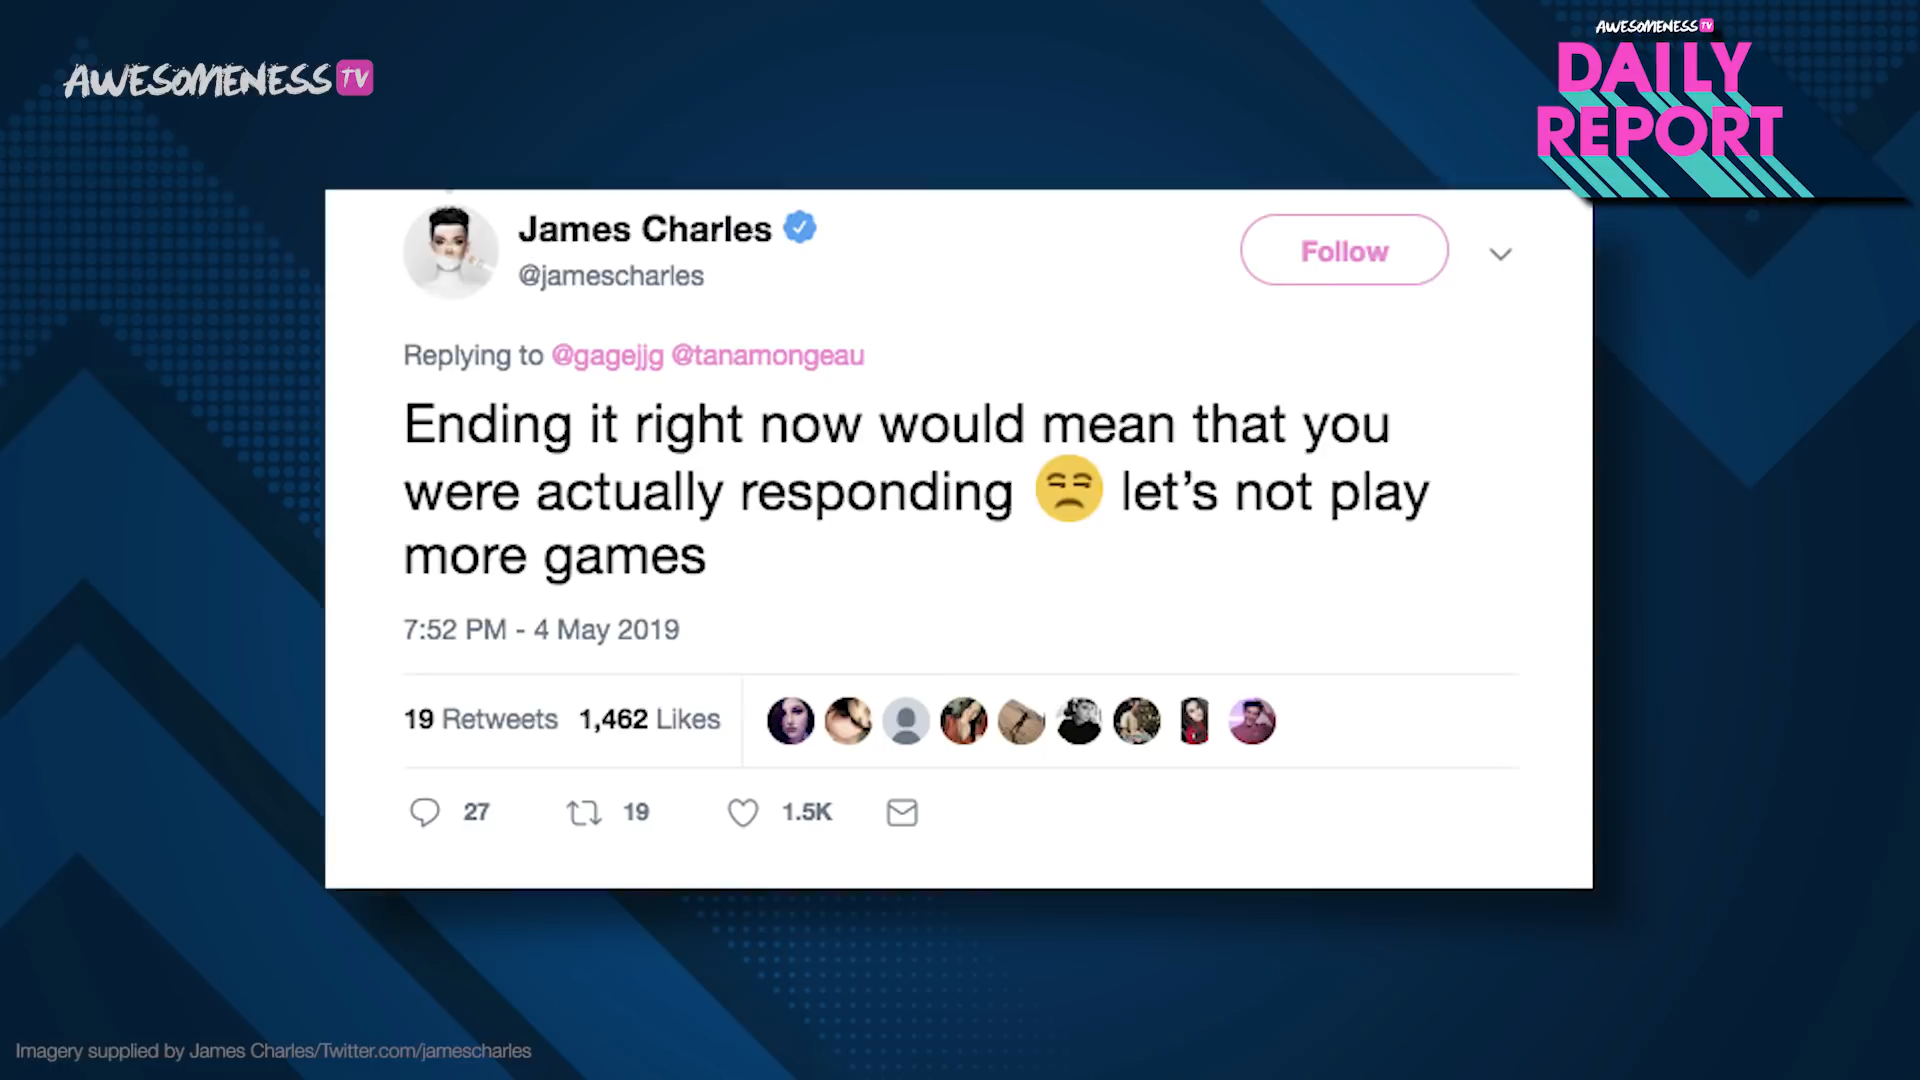 AWESOMENESS TV
AWESOMENESS TV
DAILY
REPORT
James Charles
@jamescharles
Follow
Replying to @gagejjg @tanamongeau
Ending it right now would mean that you
were actually responding 😒 let's not play
more games
7:52 PM - 4 May 2019
19 Retweets 1,462 Likes
27 19 1.5K
Imagery supplied by James Charles/Twitter.com/jamescharles